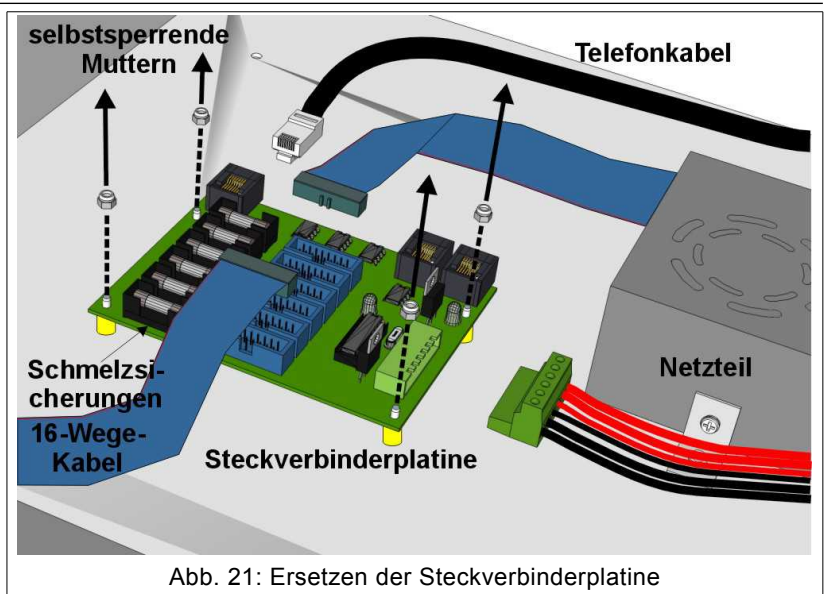 selbstsperrende
Muttern
Telefonkabel
Schmelzsi-
cherungen
16-Wege-
Kabel
Steckverbinderplatine
Netzteil
Abb. 21: Ersetzen der Steckverbinderplatine